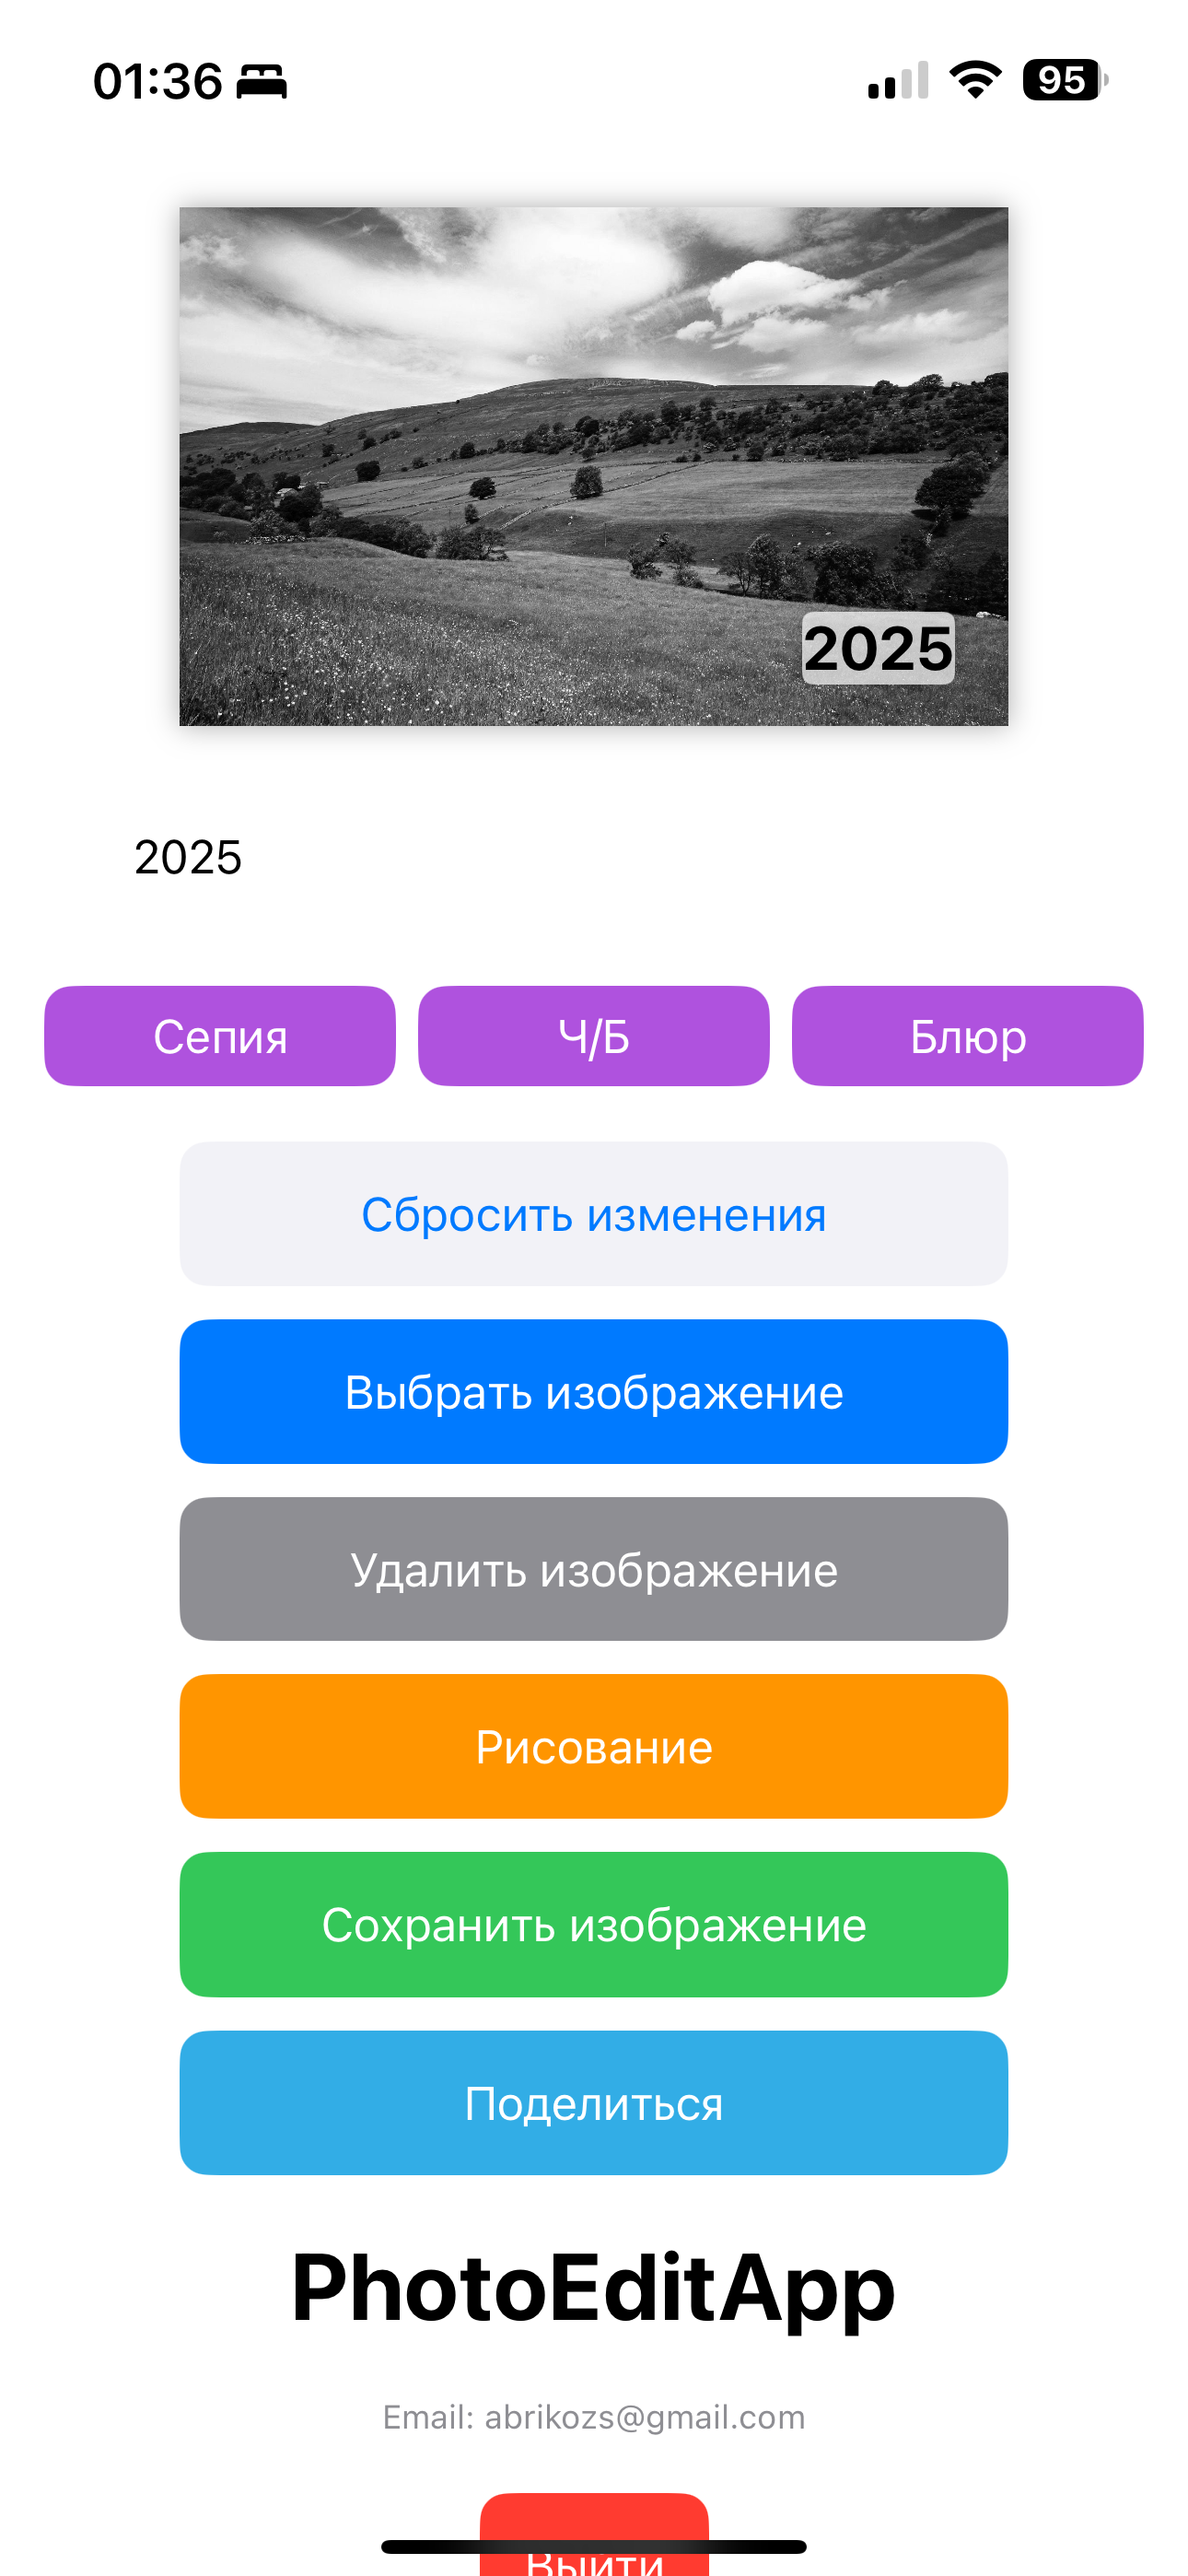 01:36
95
2025
2025
Сепия
Ч/Б
Блюр
Сбросить изменения
Выбрать изображение
Удалить изображение
Рисование
Сохранить изображение
Поделиться
PhotoEditApp
Email: abrikozs@gmail.com
Выйти